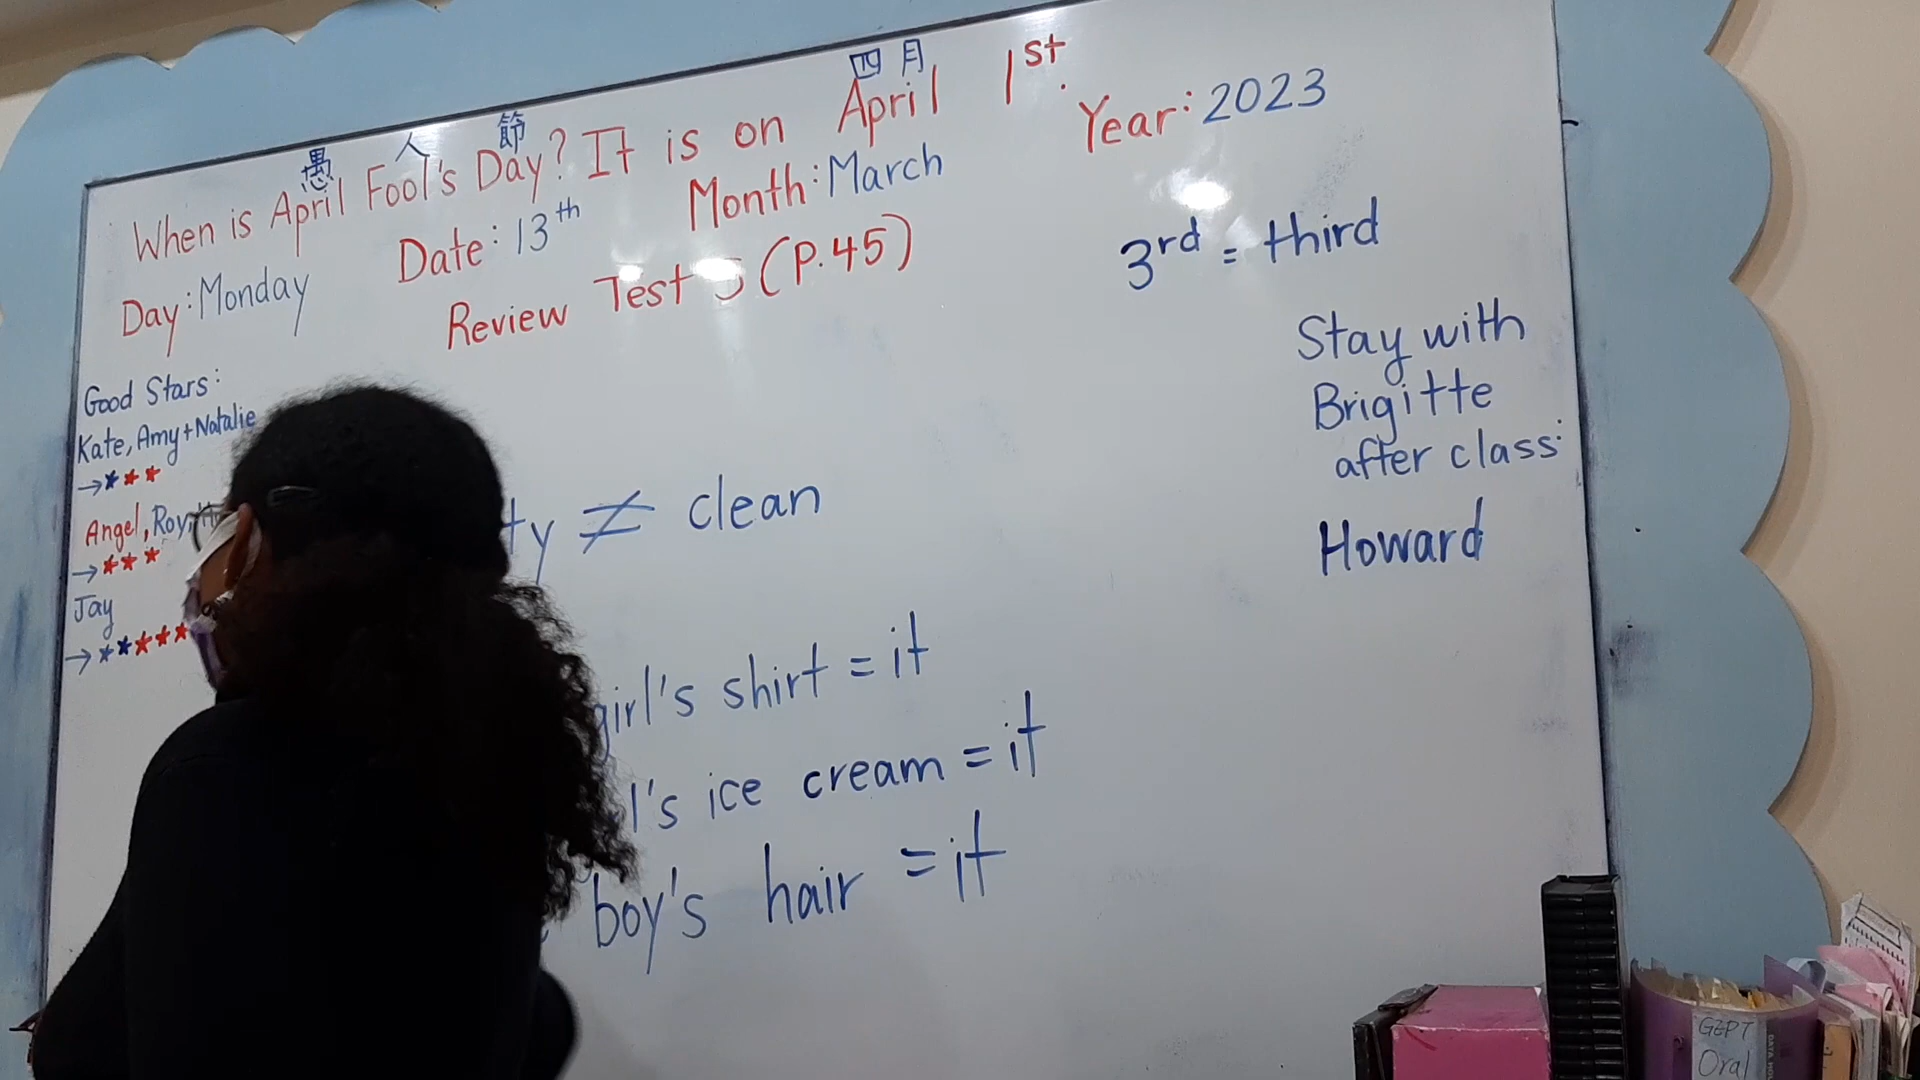 四月
愚人節
When is April Fool's Day? It is on April 1st.
Day: Monday Date: 13th Month: March Year: 2023
Review Test 5 (P.45)
3rd = third
Good Stars:
Kate, Amy + Natalie
→ ***
Angel, Roy,
→ ***
Jay
→ *****
ty ≠ clean
girl's shirt = it
l's ice cream = it
boy's hair = it
Stay with
Brigitte
after class:
Howard
GEPT
Oral